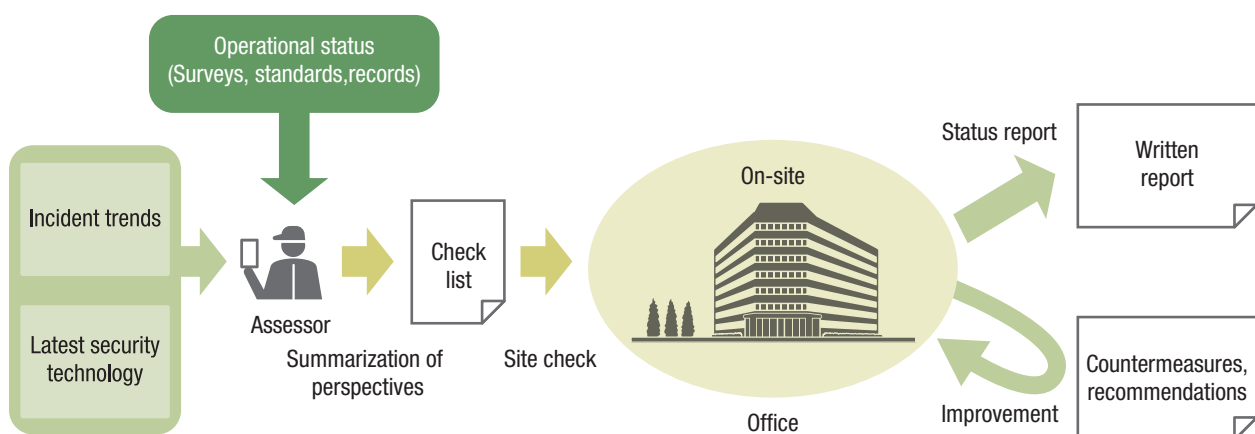 Operational status
(Surveys, standards,records)
Incident trends
Latest security
technology
Assessor
Summarization of
perspectives
Check
list
Site check
On-site
Office
Status report
Written
report
Improvement
Countermeasures,
recommendations